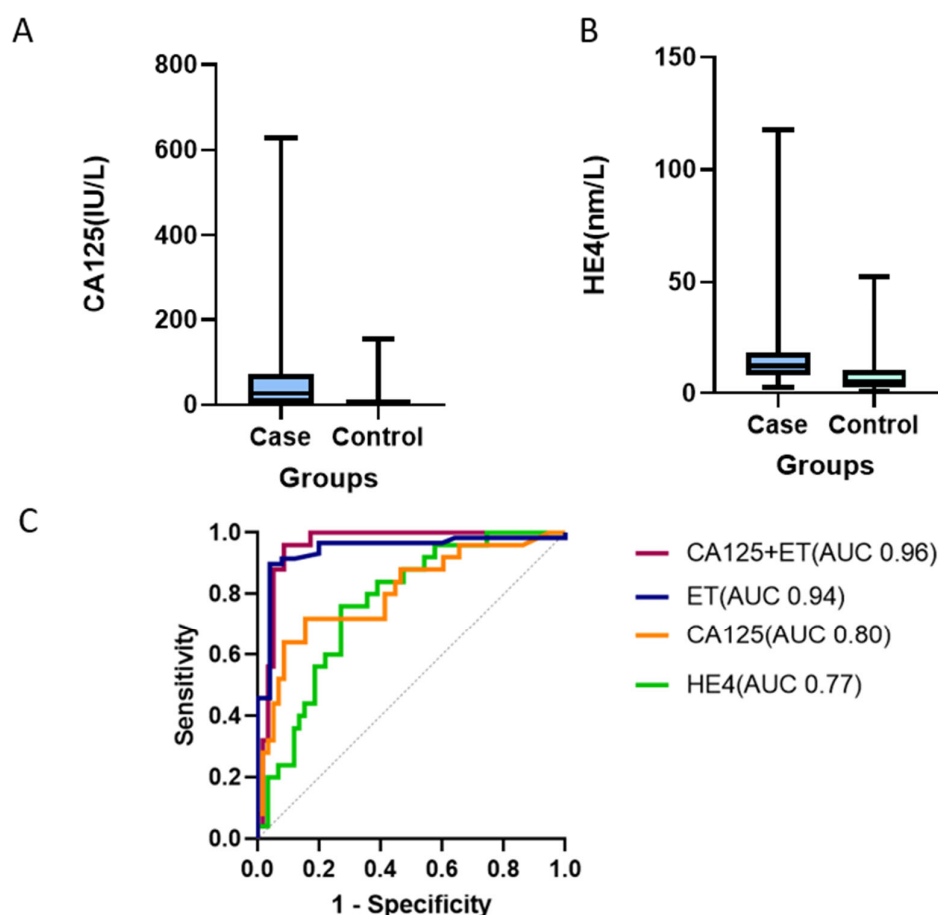 A
CA125(IU/L)
800
600
400
200
0
Case Control
Groups
B
HE4(nm/L)
150
100
50
0
Case Control
Groups
C
Sensitivity
1.0
0.8
0.6
0.4
0.2
0.0
0.0 0.2 0.4 0.6 0.8 1.0
1 - Specificity
CA125+ET(AUC 0.96)
ET(AUC 0.94)
CA125(AUC 0.80)
HE4(AUC 0.77)